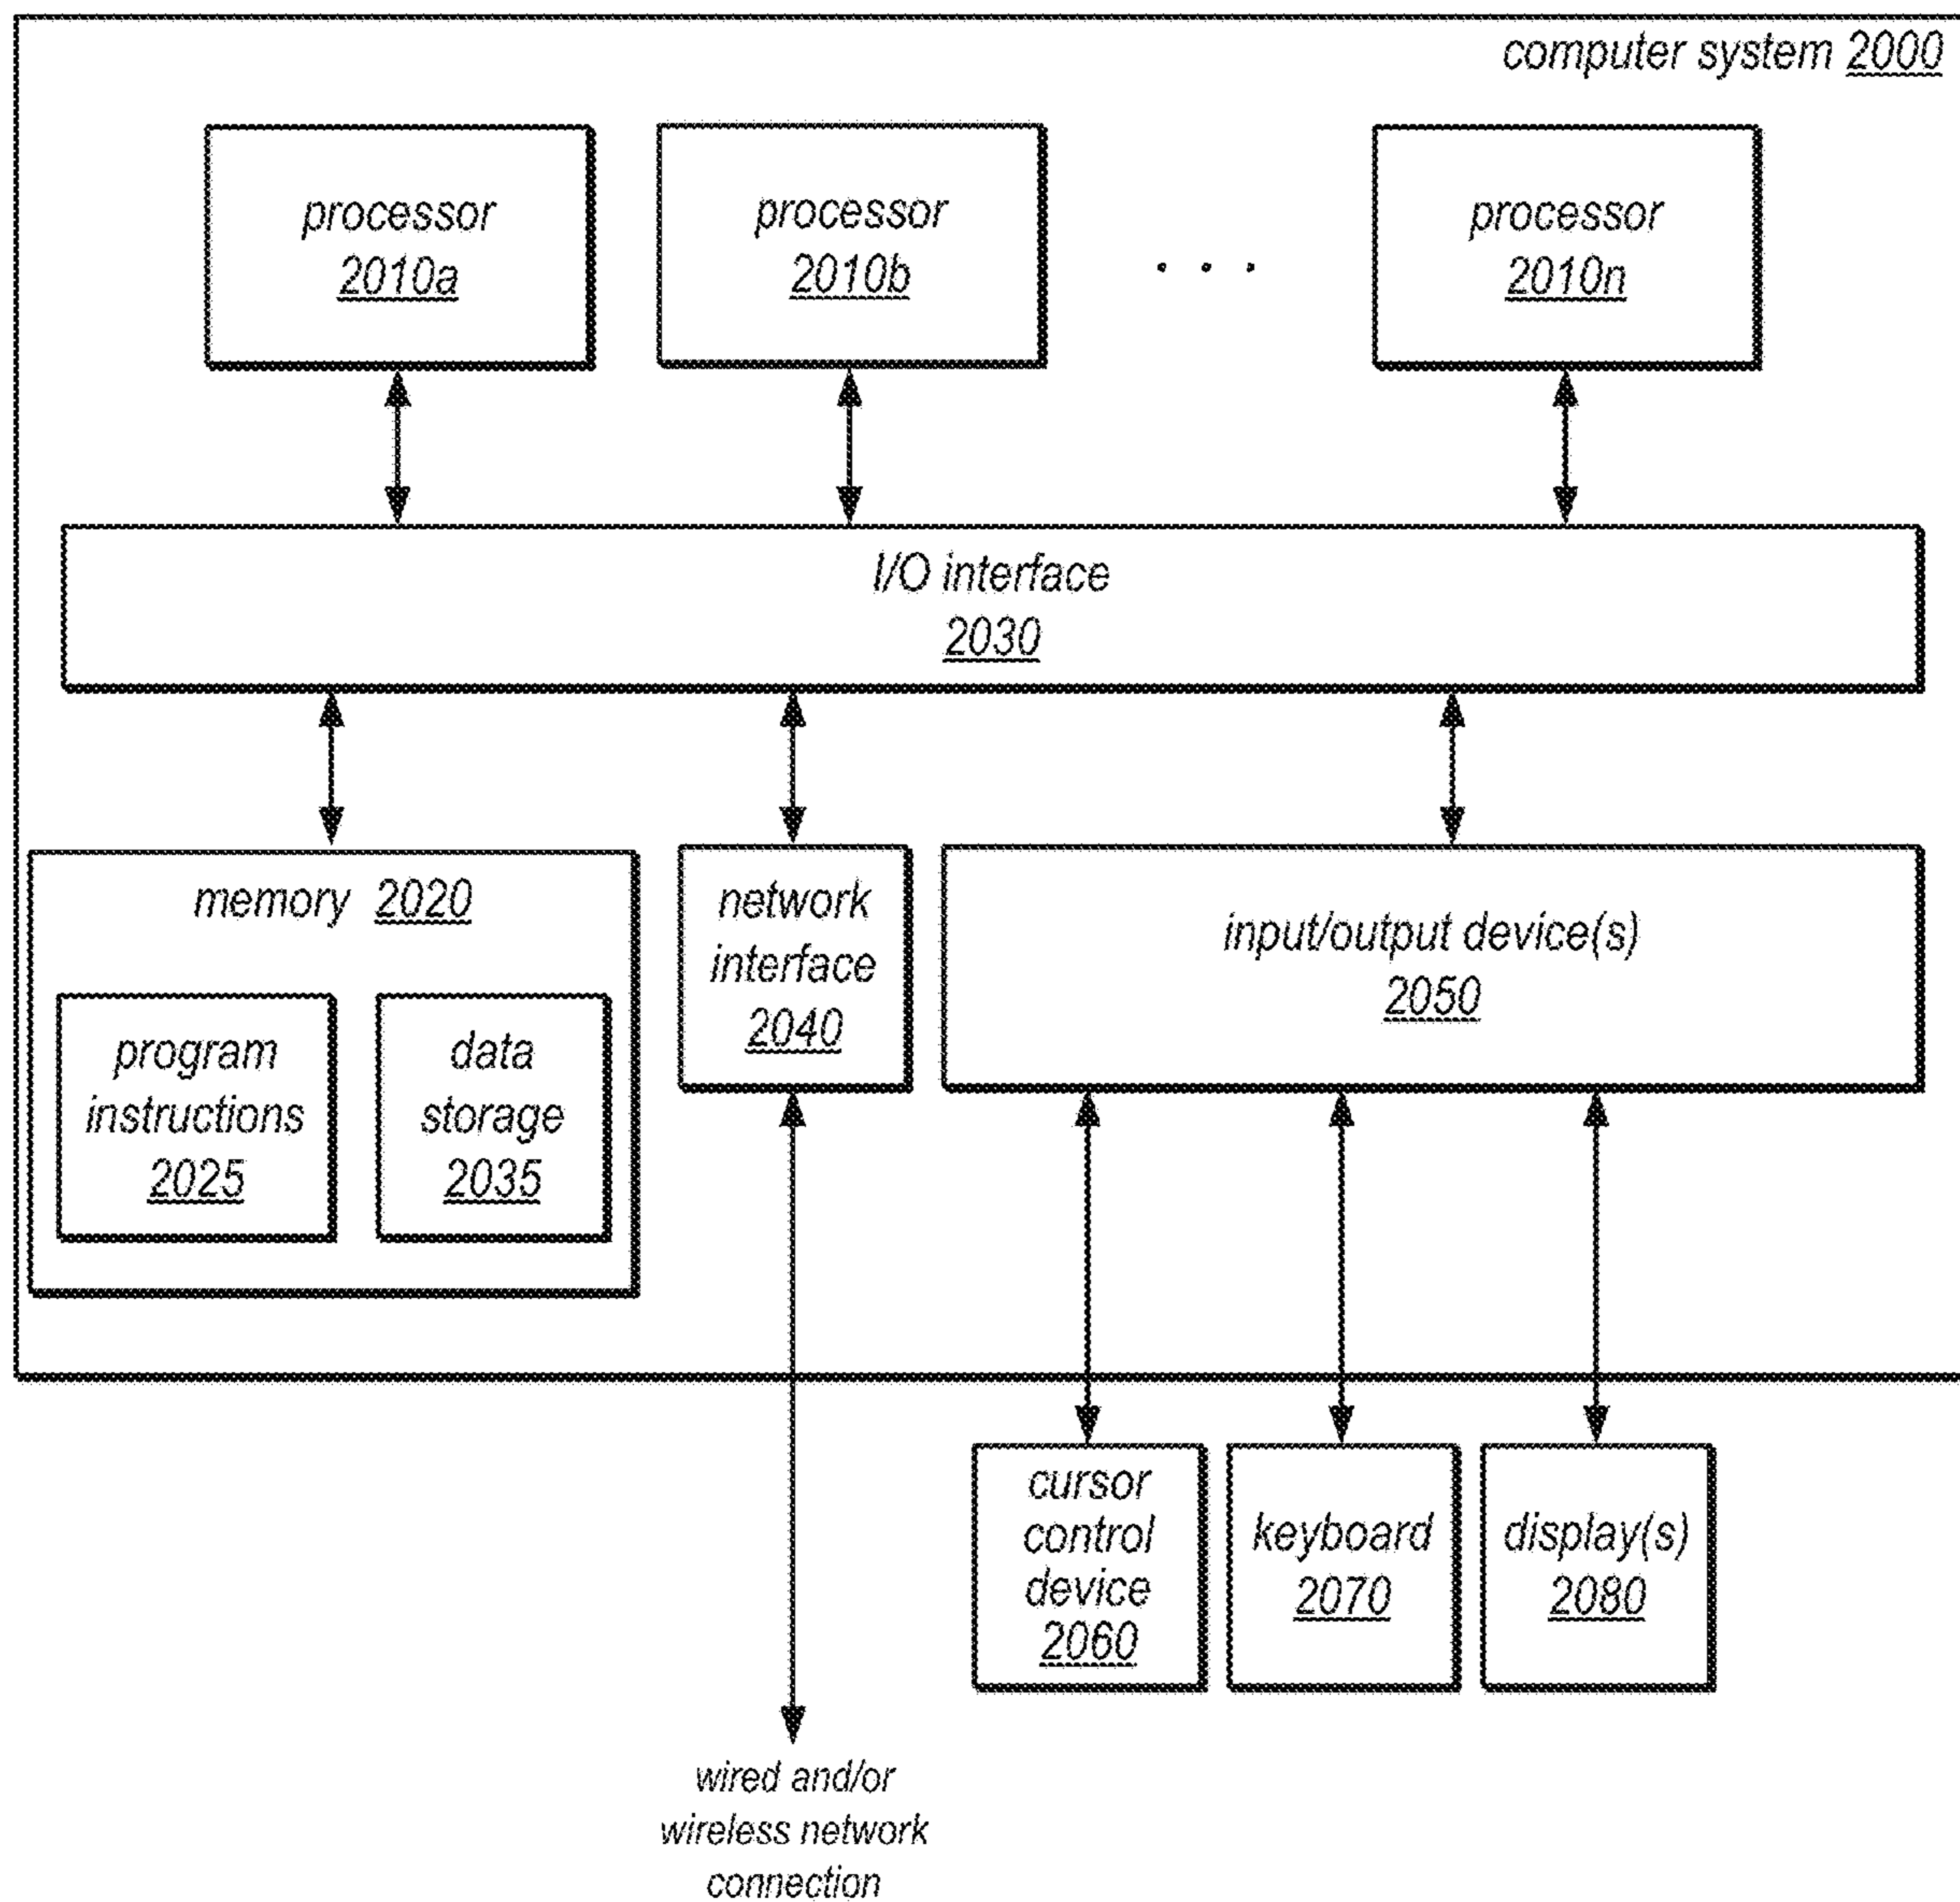 computer system 2000
processor
2010a
processor
2010b
. . .
processor
2010n
I/O interface
2030
memory 2020
program
instructions
2025
data
storage
2035
network
interface
2040
input/output device(s)
2050
cursor
control
device
2060
keyboard
2070
display(s)
2080
wired and/or
wireless network
connection